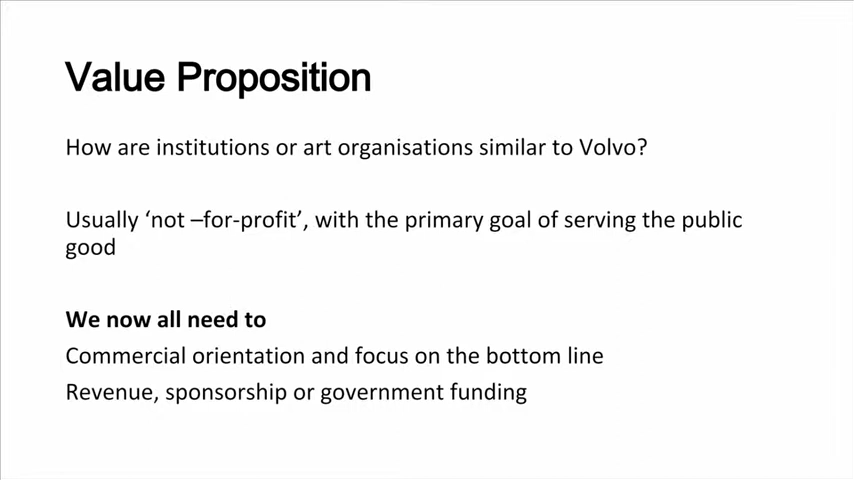 Value Proposition
How are institutions or art organisations similar to Volvo?
Usually ‘not –for-profit’, with the primary goal of serving the public
good
We now all need to
Commercial orientation and focus on the bottom line
Revenue, sponsorship or government funding